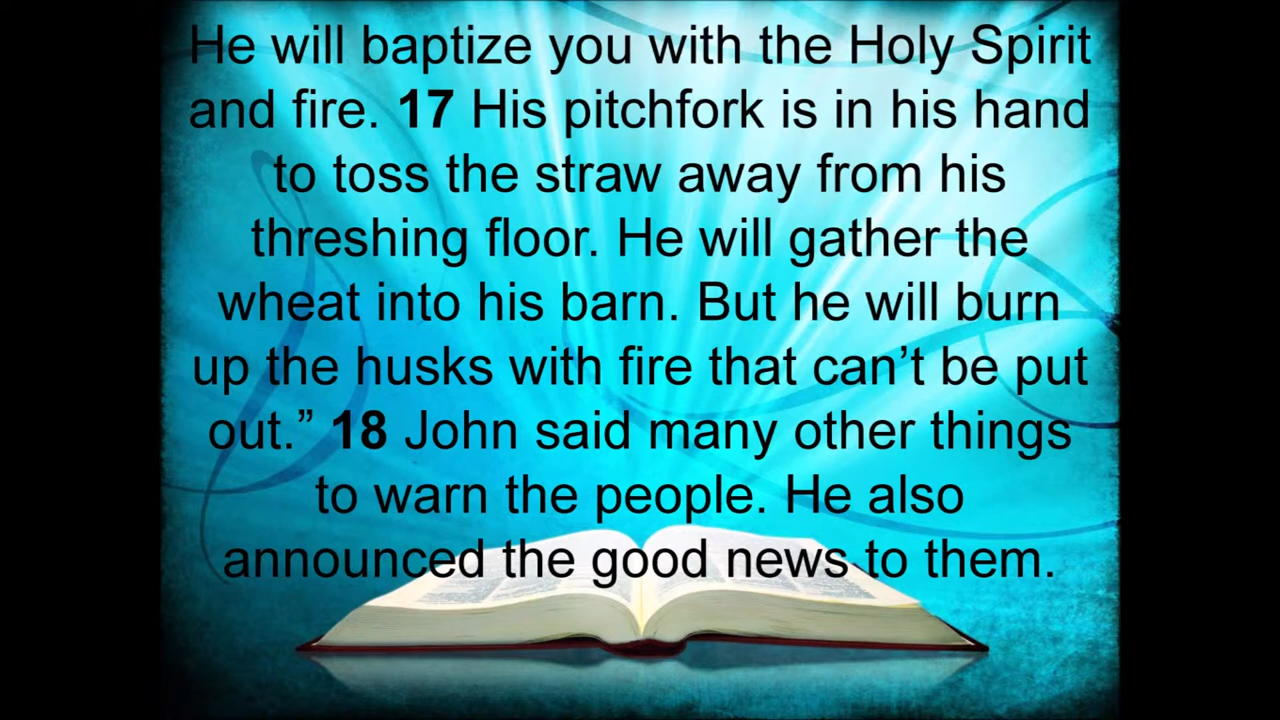 He will baptize you with the Holy Spirit
and fire. 17 His pitchfork is in his hand
to toss the straw away from his
threshing floor. He will gather the
wheat into his barn. But he will burn
up the husks with fire that can’t be put
out.” 18 John said many other things
to warn the people. He also
announced the good news to them.